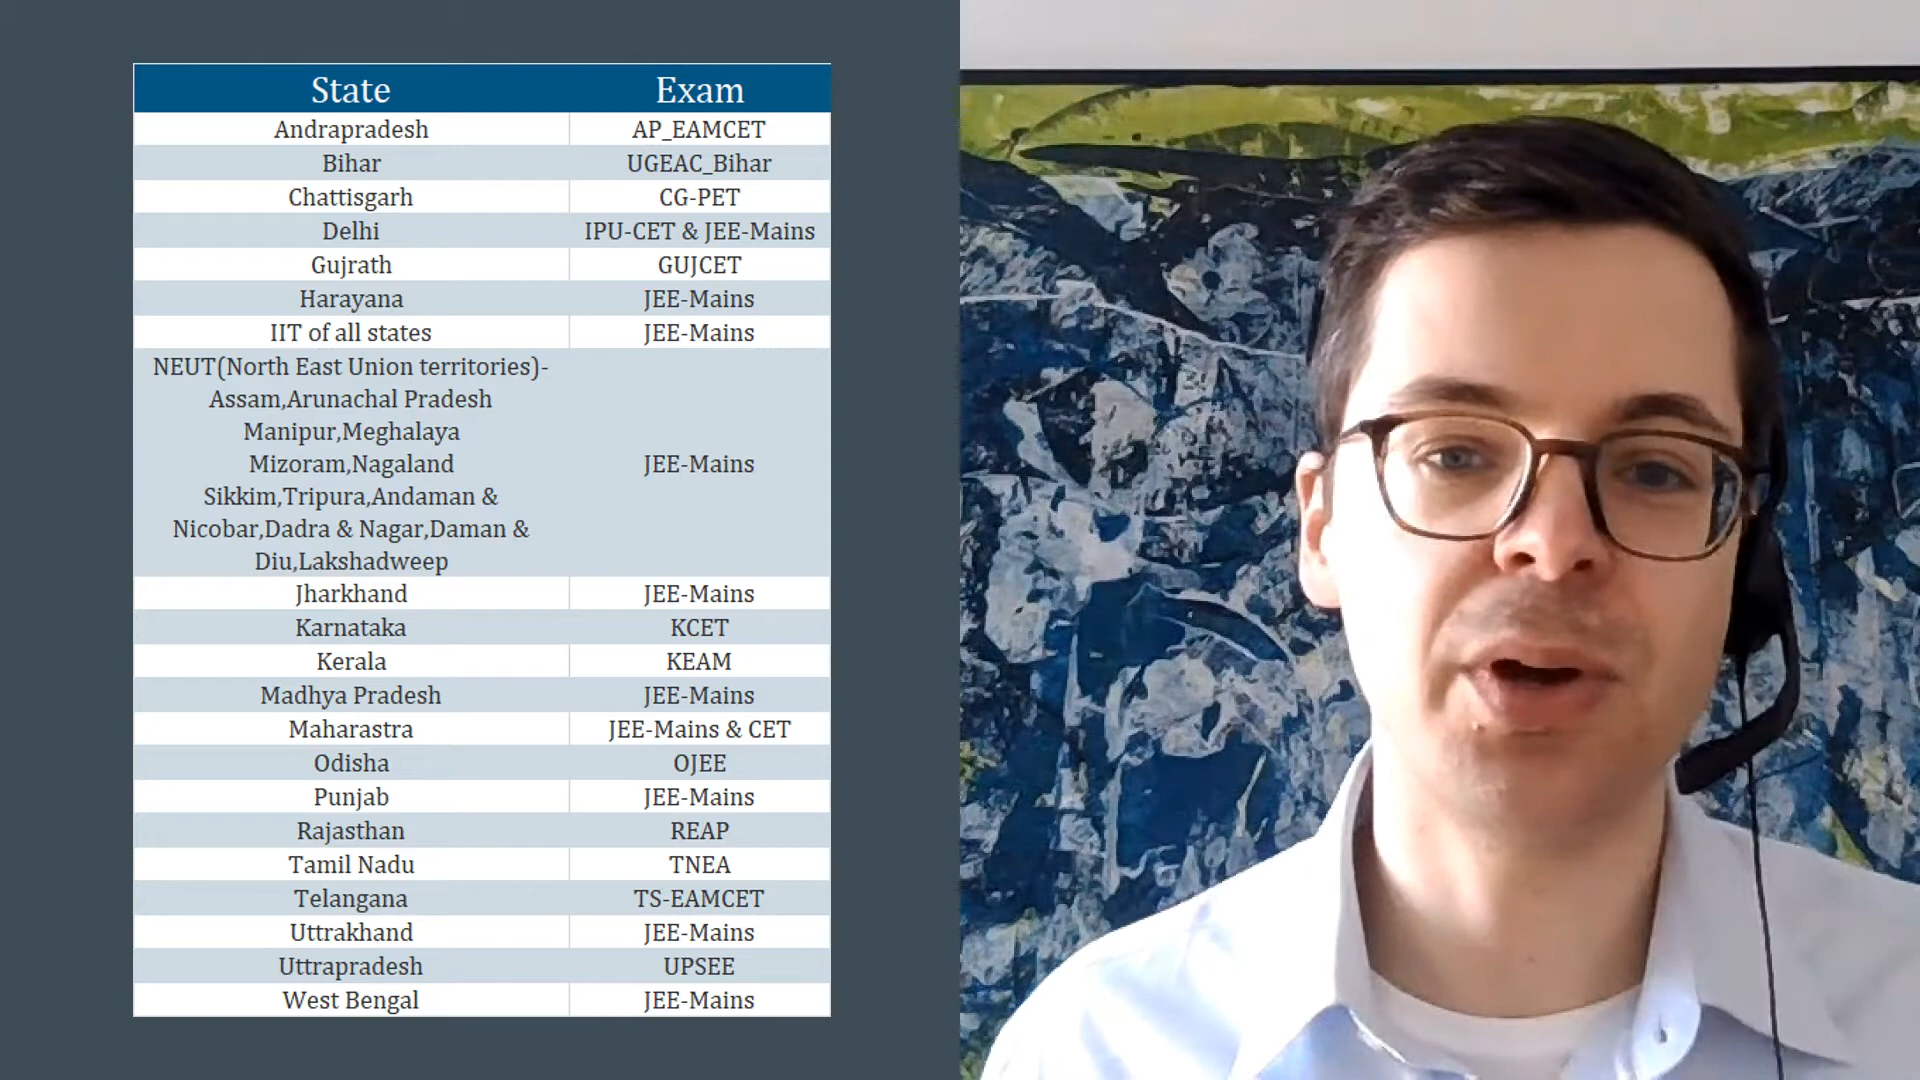 State Exam
Andrapradesh AP_EAMCET
Bihar UGEAC_Bihar
Chattisgarh CG-PET
Delhi IPU-CET & JEE-Mains
Gujrath GUJCET
Harayana JEE-Mains
IIT of all states JEE-Mains
NEUT(North East Union territories)-
Assam,Arunachal Pradesh
Manipur,Meghalaya
Mizoram,Nagaland JEE-Mains
Sikkim,Tripura,Andaman &
Nicobar,Dadra & Nagar,Daman &
Diu,Lakshadweep
Jharkhand JEE-Mains
Karnataka KCET
Kerala KEAM
Madhya Pradesh JEE-Mains
Maharastra JEE-Mains & CET
Odisha OJEE
Punjab JEE-Mains
Rajasthan REAP
Tamil Nadu TNEA
Telangana TS-EAMCET
Uttrakhand JEE-Mains
Uttrapradesh UPSEE
West Bengal JEE-Mains